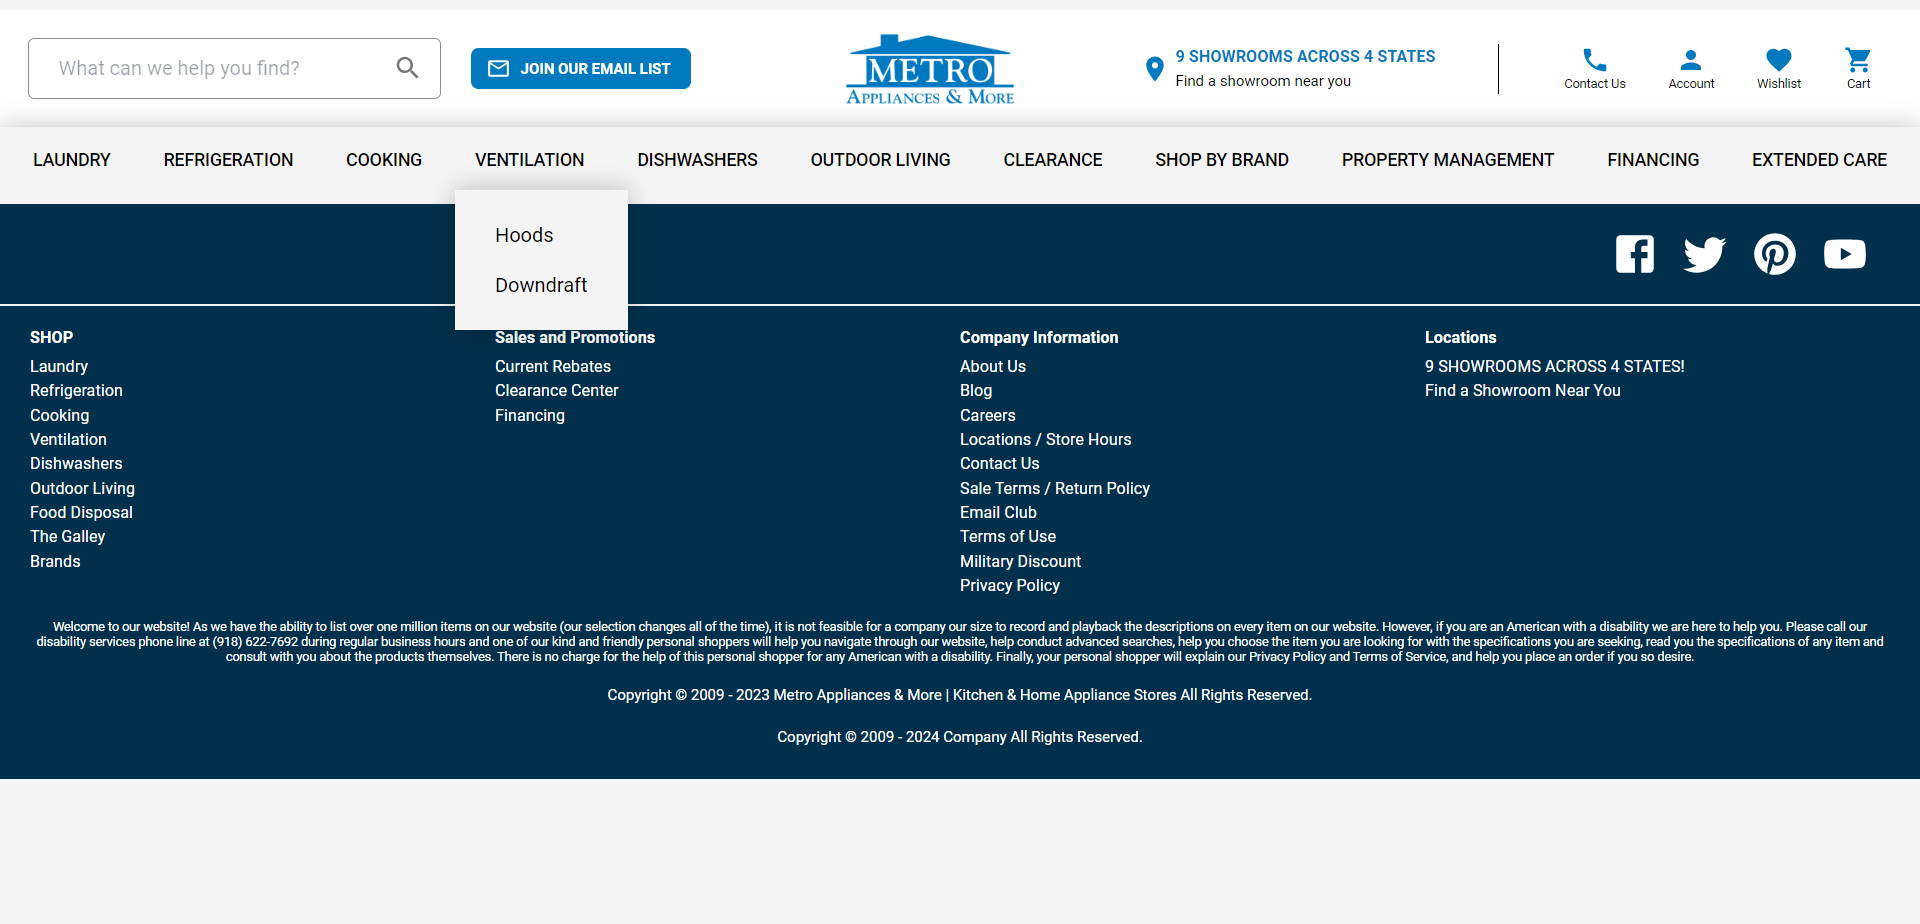 What can we help you find?
JOIN OUR EMAIL LIST
METRO
APPLIANCES & MORE
9 SHOWROOMS ACROSS 4 STATES
Find a showroom near you
Contact Us
Account
Wishlist
Cart
LAUNDRY
REFRIGERATION
COOKING
VENTILATION
DISHWASHERS
OUTDOOR LIVING
CLEARANCE
SHOP BY BRAND
PROPERTY MANAGEMENT
FINANCING
EXTENDED CARE
Hoods
Downdraft
SHOP
Laundry
Refrigeration
Cooking
Ventilation
Dishwashers
Outdoor Living
Food Disposal
The Galley
Brands
Sales and Promotions
Current Rebates
Clearance Center
Financing
Company Information
About Us
Blog
Careers
Locations / Store Hours
Contact Us
Sale Terms / Return Policy
Email Club
Terms of Use
Military Discount
Privacy Policy
Locations
9 SHOWROOMS ACROSS 4 STATES!
Find a Showroom Near You
Welcome to our website! As we have the ability to list over one million items on our website (our selection changes all of the time), it is not feasible for a company our size to record and playback the descriptions on every item on our website. However, if you are an American with a disability we are here to help you. Please call our
disability services phone line at (918) 622-7692 during regular business hours and one of our kind and friendly personal shoppers will help you navigate through our website, help conduct advanced searches, help you choose the item you are looking for with the specifications you are seeking, read you the specifications of any item and
consult with you about the products themselves. There is no charge for the help of this personal shopper for any American with a disability. Finally, your personal shopper will explain our Privacy Policy and Terms of Service, and help you place an order if you so desire.
Copyright © 2009 - 2023 Metro Appliances & More | Kitchen & Home Appliance Stores All Rights Reserved.
Copyright © 2009 - 2024 Company All Rights Reserved.